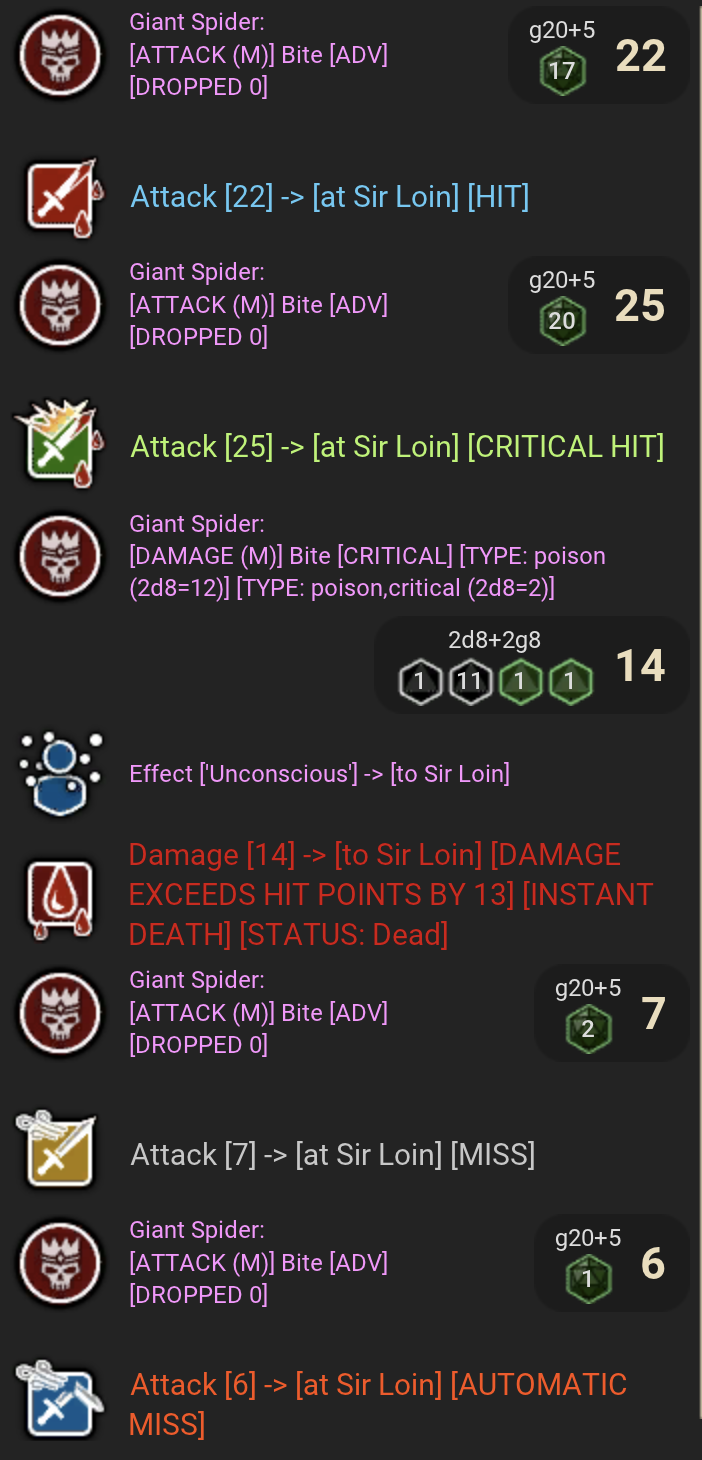 Giant Spider:
[ATTACK (M)] Bite [ADV]
[DROPPED 0]
g20+5
17
22
Attack [22] -> [at Sir Loin] [HIT]
Giant Spider:
[ATTACK (M)] Bite [ADV]
[DROPPED 0]
g20+5
20
25
Attack [25] -> [at Sir Loin] [CRITICAL HIT]
Giant Spider:
[DAMAGE (M)] Bite [CRITICAL] [TYPE: poison
(2d8=12)] [TYPE: poison,critical (2d8=2)]
2d8+2g8
1 11 1 1
14
Effect ['Unconscious'] -> [to Sir Loin]
Damage [14] -> [to Sir Loin] [DAMAGE
EXCEEDS HIT POINTS BY 13] [INSTANT
DEATH] [STATUS: Dead]
Giant Spider:
[ATTACK (M)] Bite [ADV]
[DROPPED 0]
g20+5
2
7
Attack [7] -> [at Sir Loin] [MISS]
Giant Spider:
[ATTACK (M)] Bite [ADV]
[DROPPED 0]
g20+5
1
6
Attack [6] -> [at Sir Loin] [AUTOMATIC
MISS]